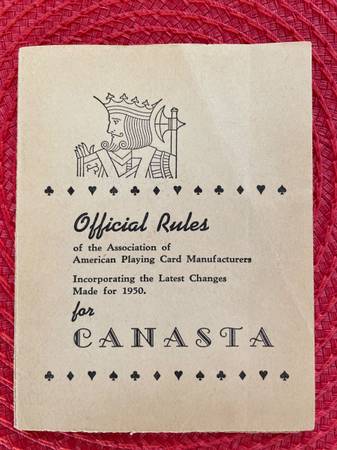 Official Rules
of the Association of
American Playing Card Manufacturers
Incorporating the Latest Changes
Made for 1950.
for
CANASTA